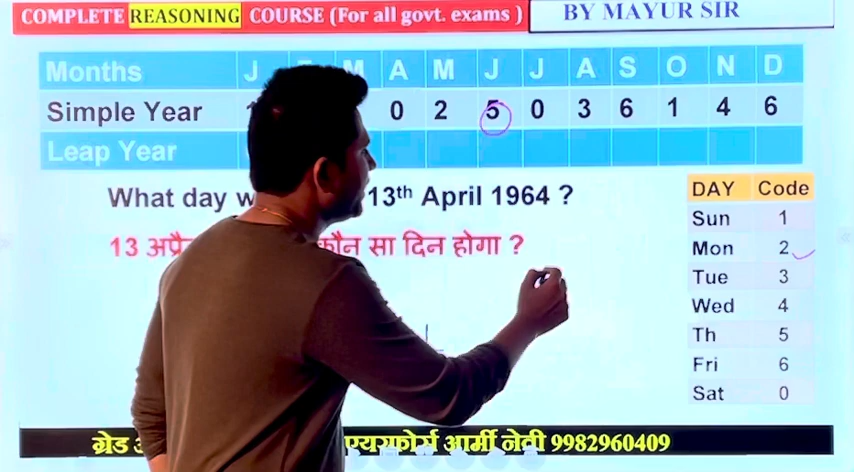 COMPLETE REASONING COURSE (For all govt. exams )
BY MAYUR SIR
Months J M A M J J A S O N D
Simple Year 0 2 5 0 3 6 1 4 6
Leap Year
What day 13th April 1964 ?
13 कौन सा दिन होगा ?
DAY Code
Sun 1
Mon 2
Tue 3
Wed 4
Th 5
Fri 6
Sat 0
ग्रेड एयरफोर्स आर्मी नेवी 9982960409